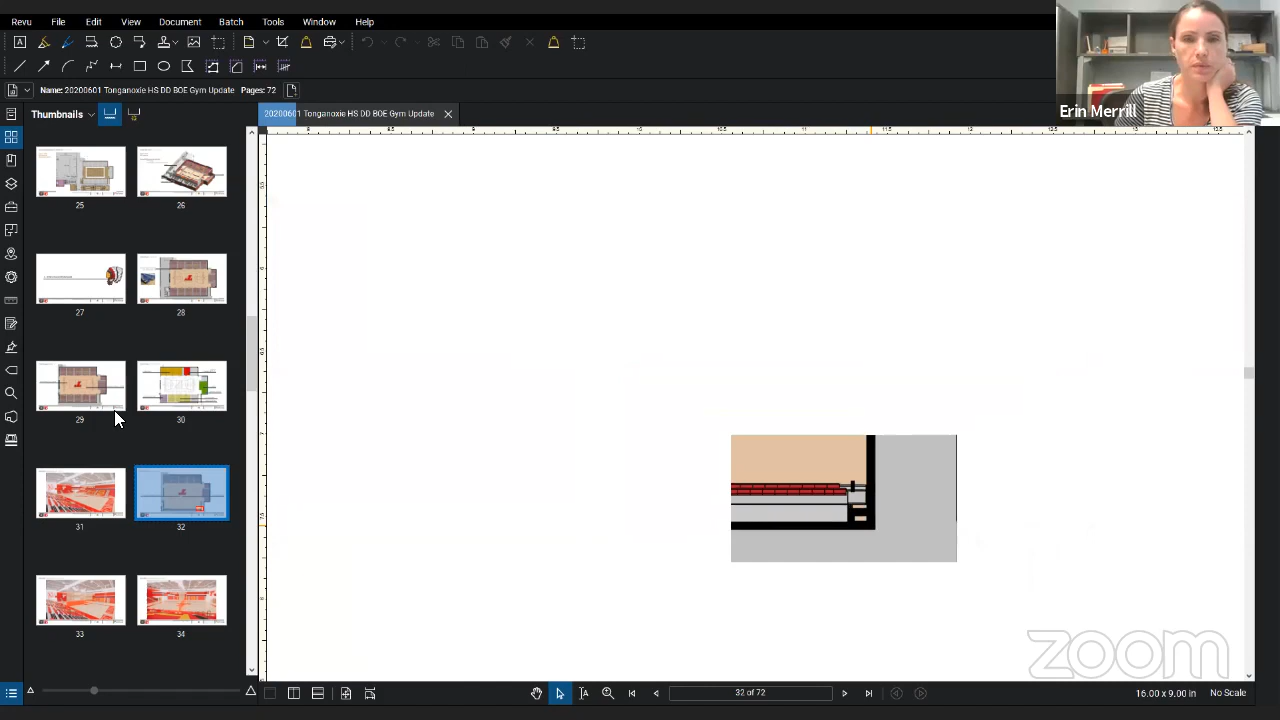 Revu File Edit View Document Batch Tools Window Help
Name: 20200601 Tonganoxie HS DD BOE Gym Update Pages: 72
Thumbnails
20200601 Tonganoxie HS DD BOE Gym Update
Erin Merrill
25 26
27 28
29 30
31 32
33 34
32 of 72
16.00 x 9.00 in No Scale
zoom